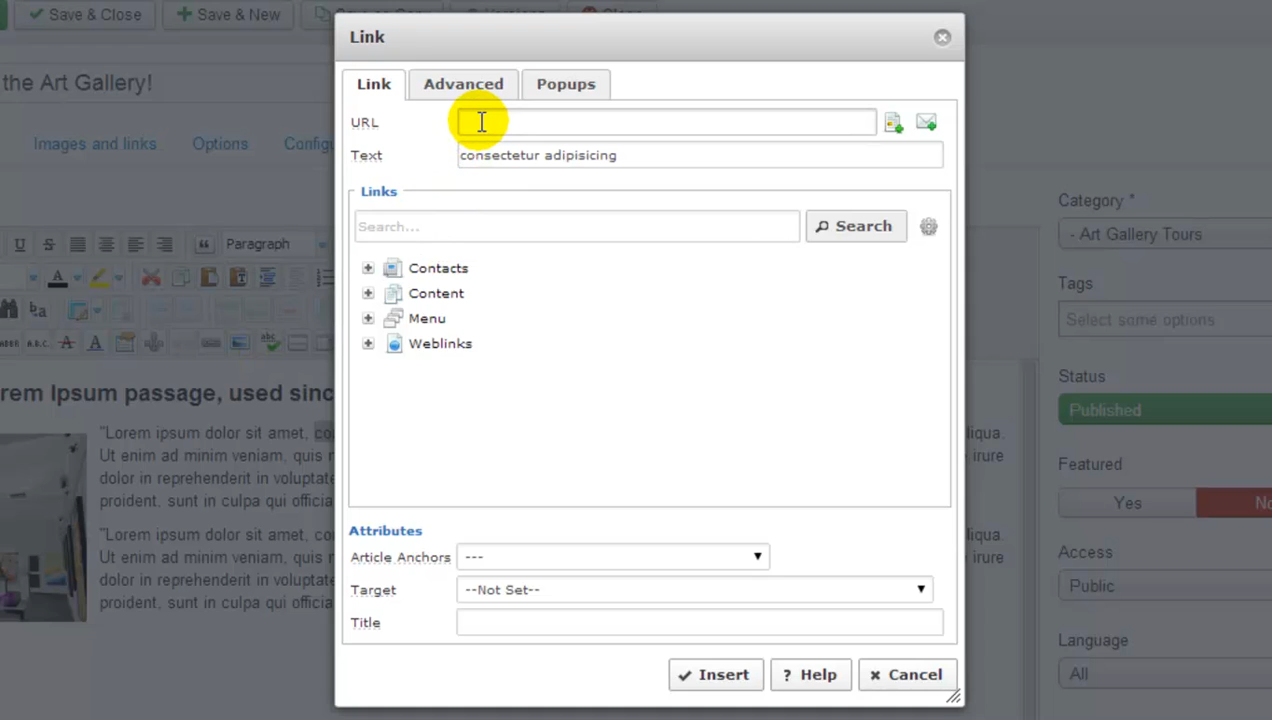 Save & Close
Save & New
Link
the Art Gallery!
Link
Advanced
Popups
URL
Images and links
Options
Text
consectetur adipisicing
Links
Category *
Search...
Search
- Art Gallery Tours
Paragraph
Contacts
Tags
Content
Menu
Select some options
Weblinks
Status
rem Ipsum passage, used sinc
Published
"Lorem ipsum dolor sit amet, co
liqua.
Ut enim ad minim veniam, quis n
irure
Featured
dolor in reprehenderit in voluptate
proident, sunt in culpa qui officia
Yes
No
Attributes
"Lorem ipsum dolor sit amet, co
liqua.
Article Anchors
---
Access
Ut enim ad minim veniam, quis n
irure
dolor in reprehenderit in voluptate
Target
--Not Set--
Public
proident, sunt in culpa qui officia
Title
Language
Insert
? Help
Cancel
All